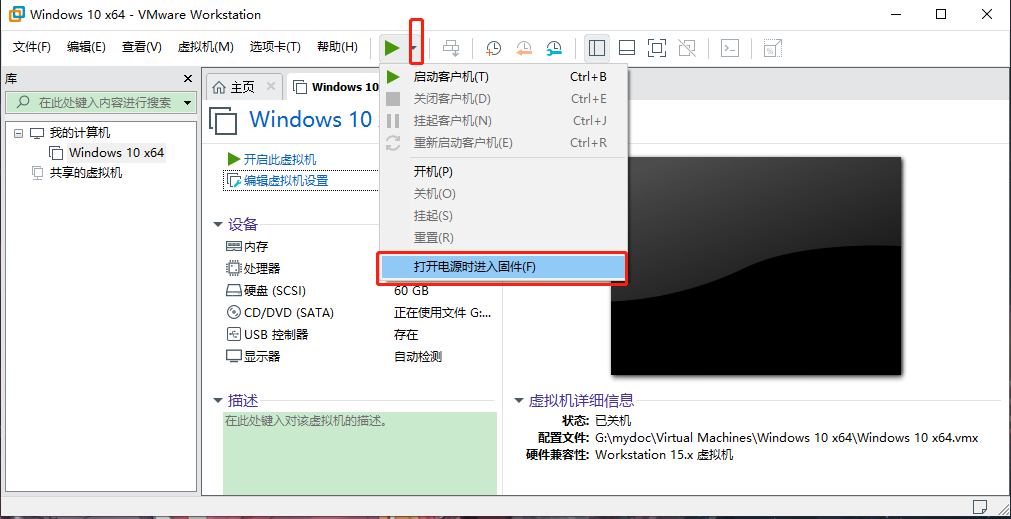 Windows 10 x64 - VMware Workstation
文件(F) 编辑(E) 查看(V) 虚拟机(M) 选项卡(T) 帮助(H)
库
在此处键入内容进行搜索
我的计算机
Windows 10 x64
共享的虚拟机
主页
Windows 10
Windows 10
开启此虚拟机
编辑虚拟机设置
启动客户机(T) Ctrl+B
关闭客户机(D) Ctrl+E
挂起客户机(N) Ctrl+J
重新启动客户机(E) Ctrl+R
开机(P)
关机(O)
挂起(S)
重置(R)
打开电源时进入固件(F)
设备
内存
处理器
硬盘 (SCSI) 60 GB
CD/DVD (SATA) 正在使用文件 G:...
USB 控制器 存在
显示器 自动检测
描述
在此处键入对该虚拟机的描述。
虚拟机详细信息
状态: 已关机
配置文件: G:\mydoc\Virtual Machines\Windows 10 x64\Windows 10 x64.vmx
硬件兼容性: Workstation 15.x 虚拟机